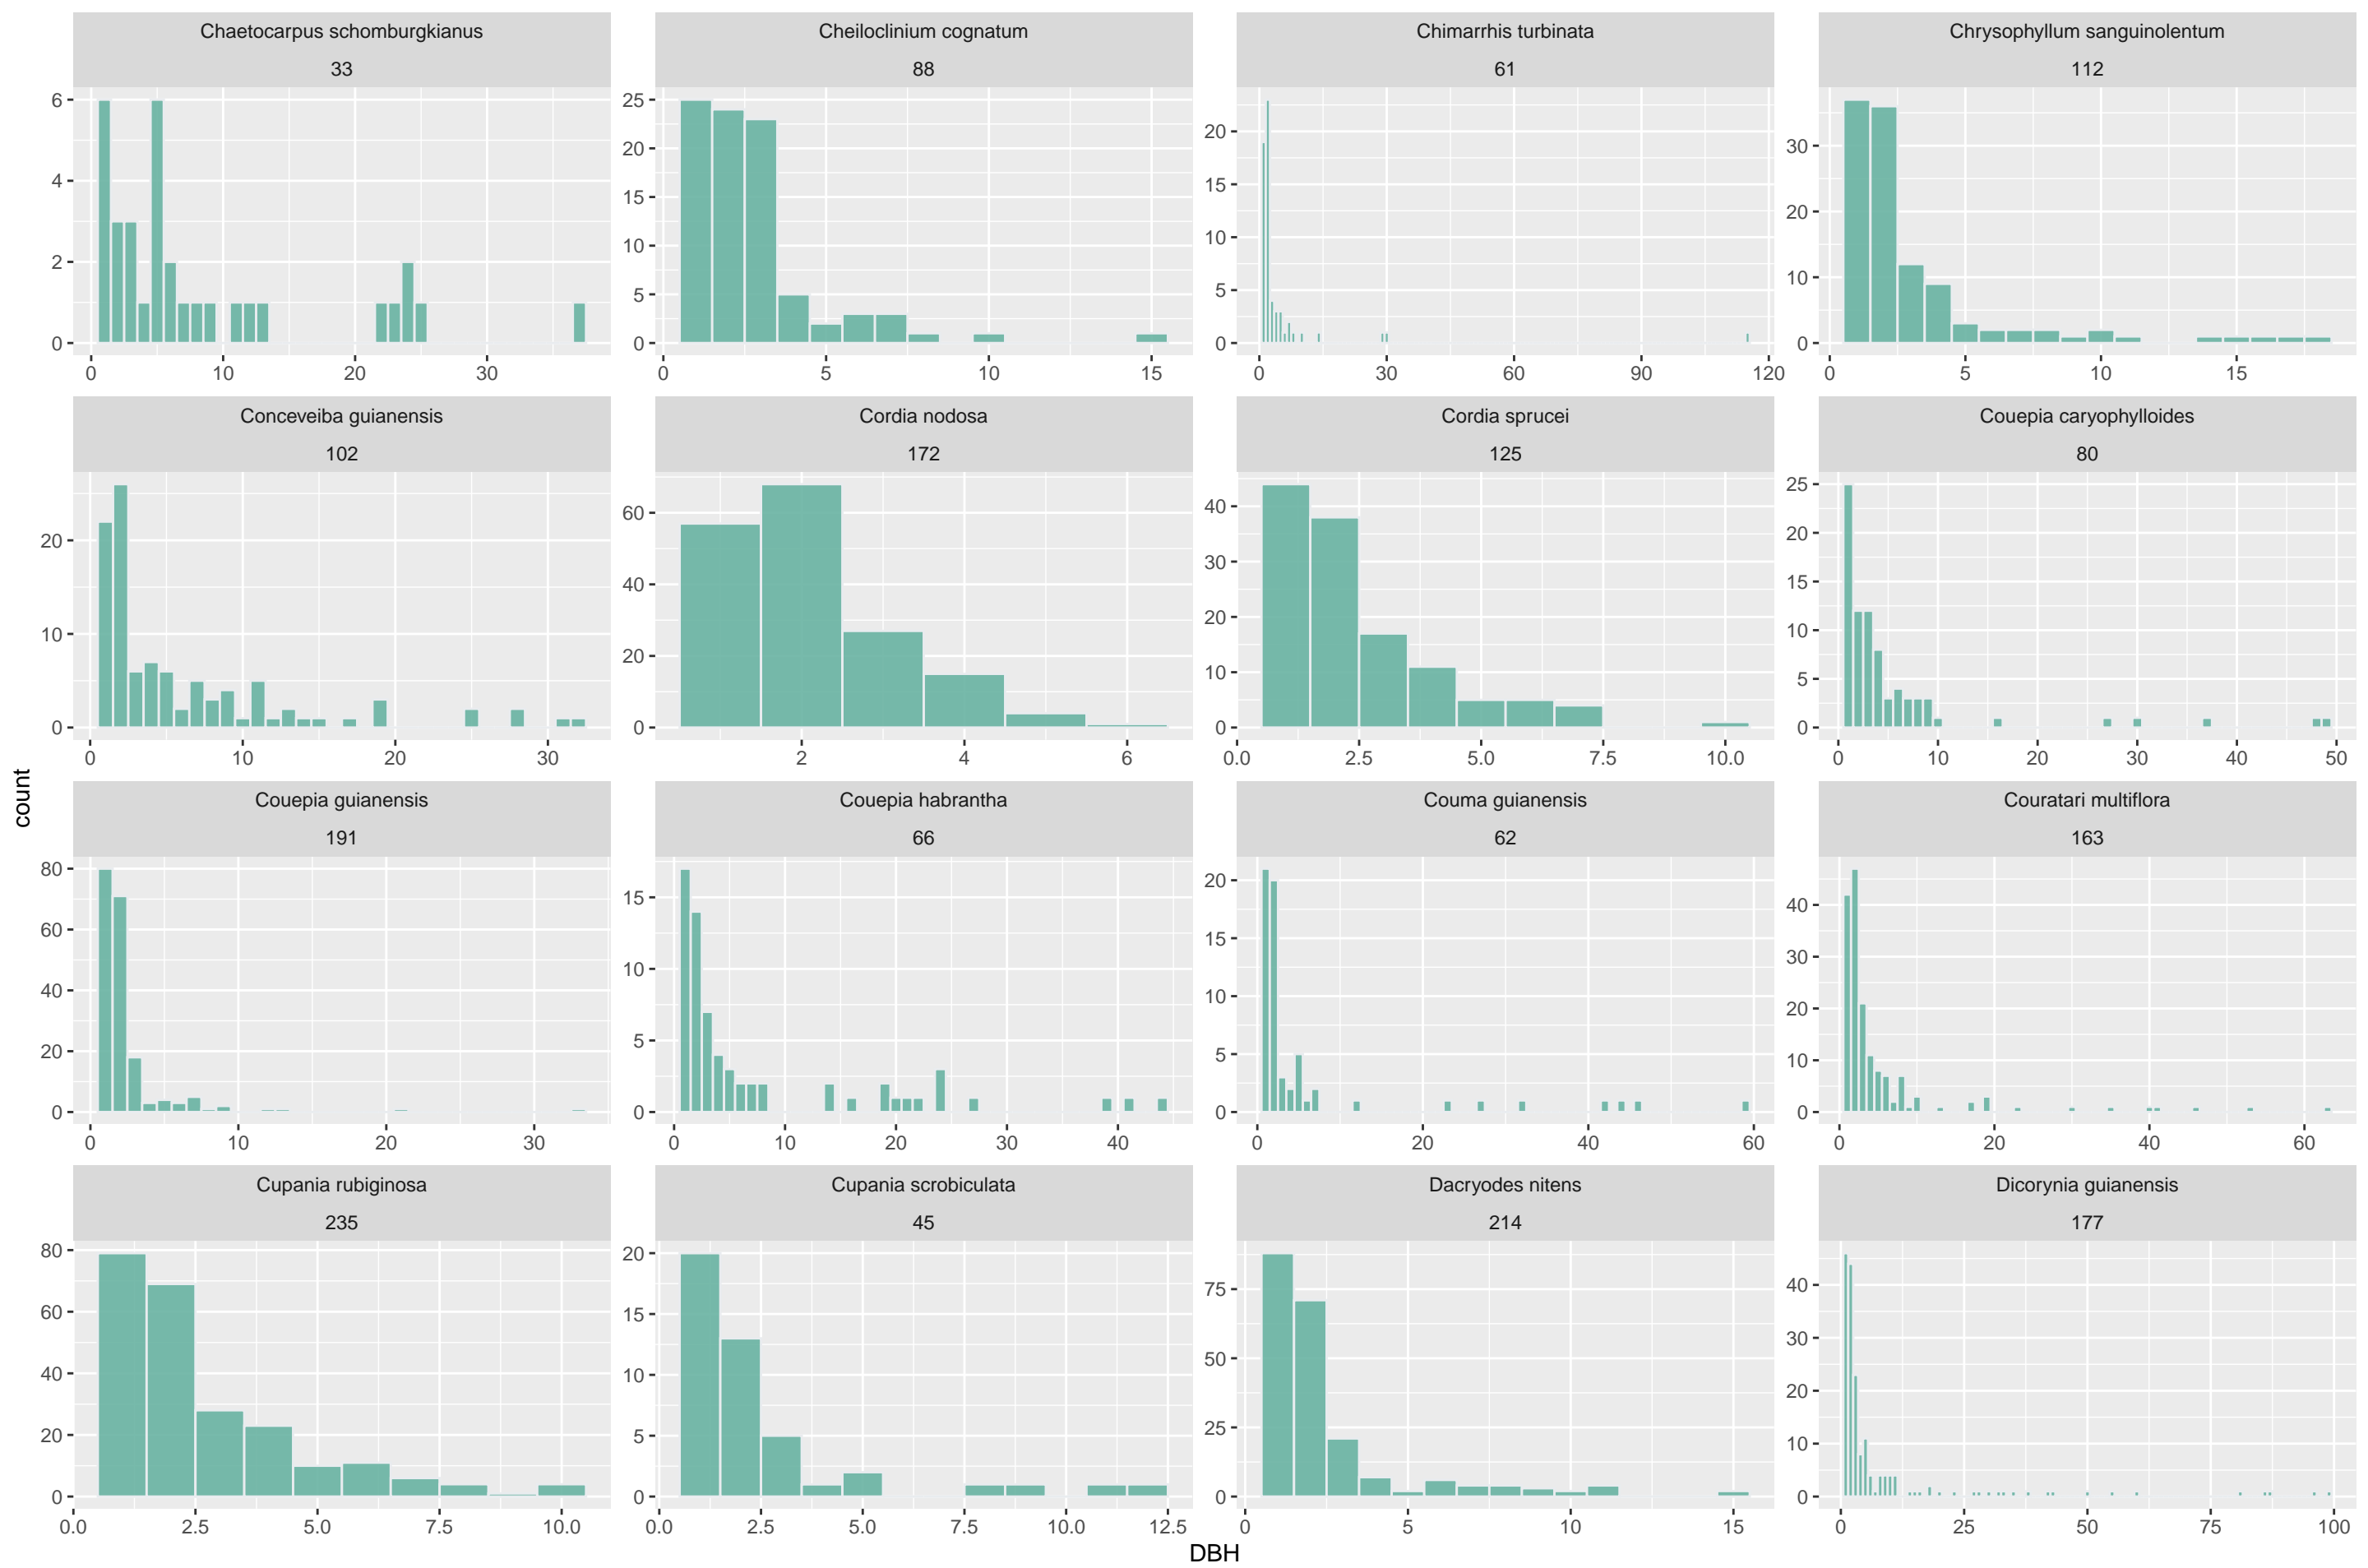 Chaetocarpus schomburgkianus
33
6
4
2
0
0 10 20 30
Cheiloclinium cognatum
88
25
20
15
10
5
0
0 5 10 15
Chimarrhis turbinata
61
20
15
10
5
0
0 30 60 90 120
Chrysophyllum sanguinolentum
112
30
20
10
0
0 5 10 15
Conceveiba guianensis
102
20
10
0
0 10 20 30
Cordia nodosa
172
60
40
20
0
2 4 6
Cordia sprucei
125
40
30
20
10
0
0.0 2.5 5.0 7.5 10.0
Couepia caryophylloides
80
25
20
15
10
5
0
0 10 20 30 40 50
count
Couepia guianensis
191
80
60
40
20
0
0 10 20 30
Couepia habrantha
66
15
10
5
0
0 10 20 30 40
Couma guianensis
62
20
15
10
5
0
0 20 40 60
Couratari multiflora
163
40
30
20
10
0
0 20 40 60
Cupania rubiginosa
235
80
60
40
20
0
0.0 2.5 5.0 7.5 10.0
Cupania scrobiculata
45
20
15
10
5
0
0.0 2.5 5.0 7.5 10.0 12.5
Dacryodes nitens
214
75
50
25
0
0 5 10 15
Dicorynia guianensis
177
40
30
20
10
0
0 25 50 75 100
DBH